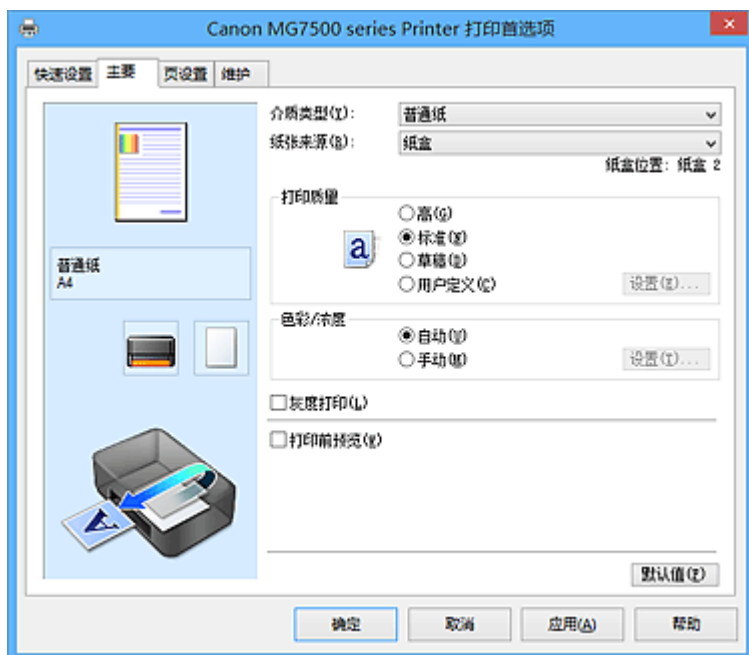 Canon MG7500 series Printer 打印首选项
快速设置 主要 页设置 维护
介质类型(Y): 普通纸
纸张来源(R): 纸盒
纸盒位置: 纸盒 2
打印质量
高(G)
标准(X)
a
草稿(D)
用户定义(C) 设置(E)...
普通纸
A4
色彩/浓度
自动(U)
手动(M) 设置(T)...
灰度打印(L)
打印前预览(K)
A
默认值(F)
确定 取消 应用(A) 帮助